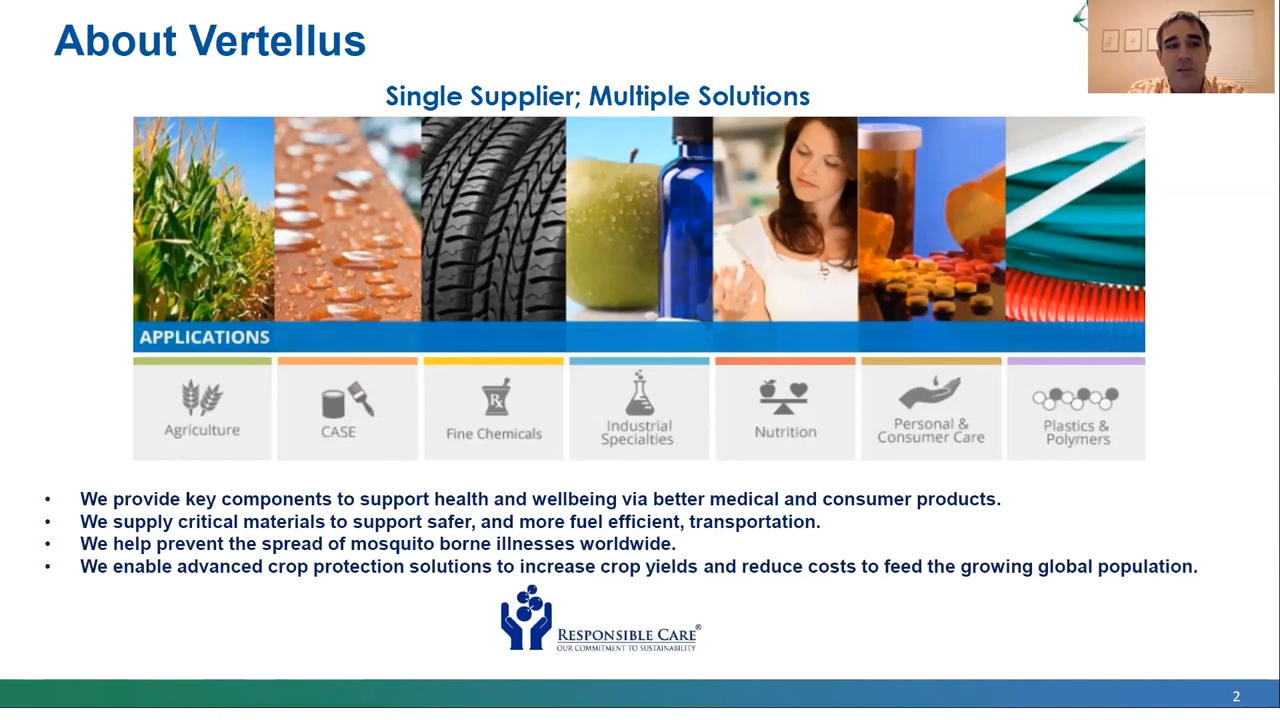 About Vertellus
Single Supplier; Multiple Solutions
APPLICATIONS
Agriculture
CASE
Rx
Fine Chemicals
Industrial
Specialties
Nutrition
Personal &
Consumer Care
Plastics &
Polymers
• We provide key components to support health and wellbeing via better medical and consumer products.
• We supply critical materials to support safer, and more fuel efficient, transportation.
• We help prevent the spread of mosquito borne illnesses worldwide.
• We enable advanced crop protection solutions to increase crop yields and reduce costs to feed the growing global population.
RESPONSIBLE CARE®
OUR COMMITMENT TO SUSTAINABILITY
2